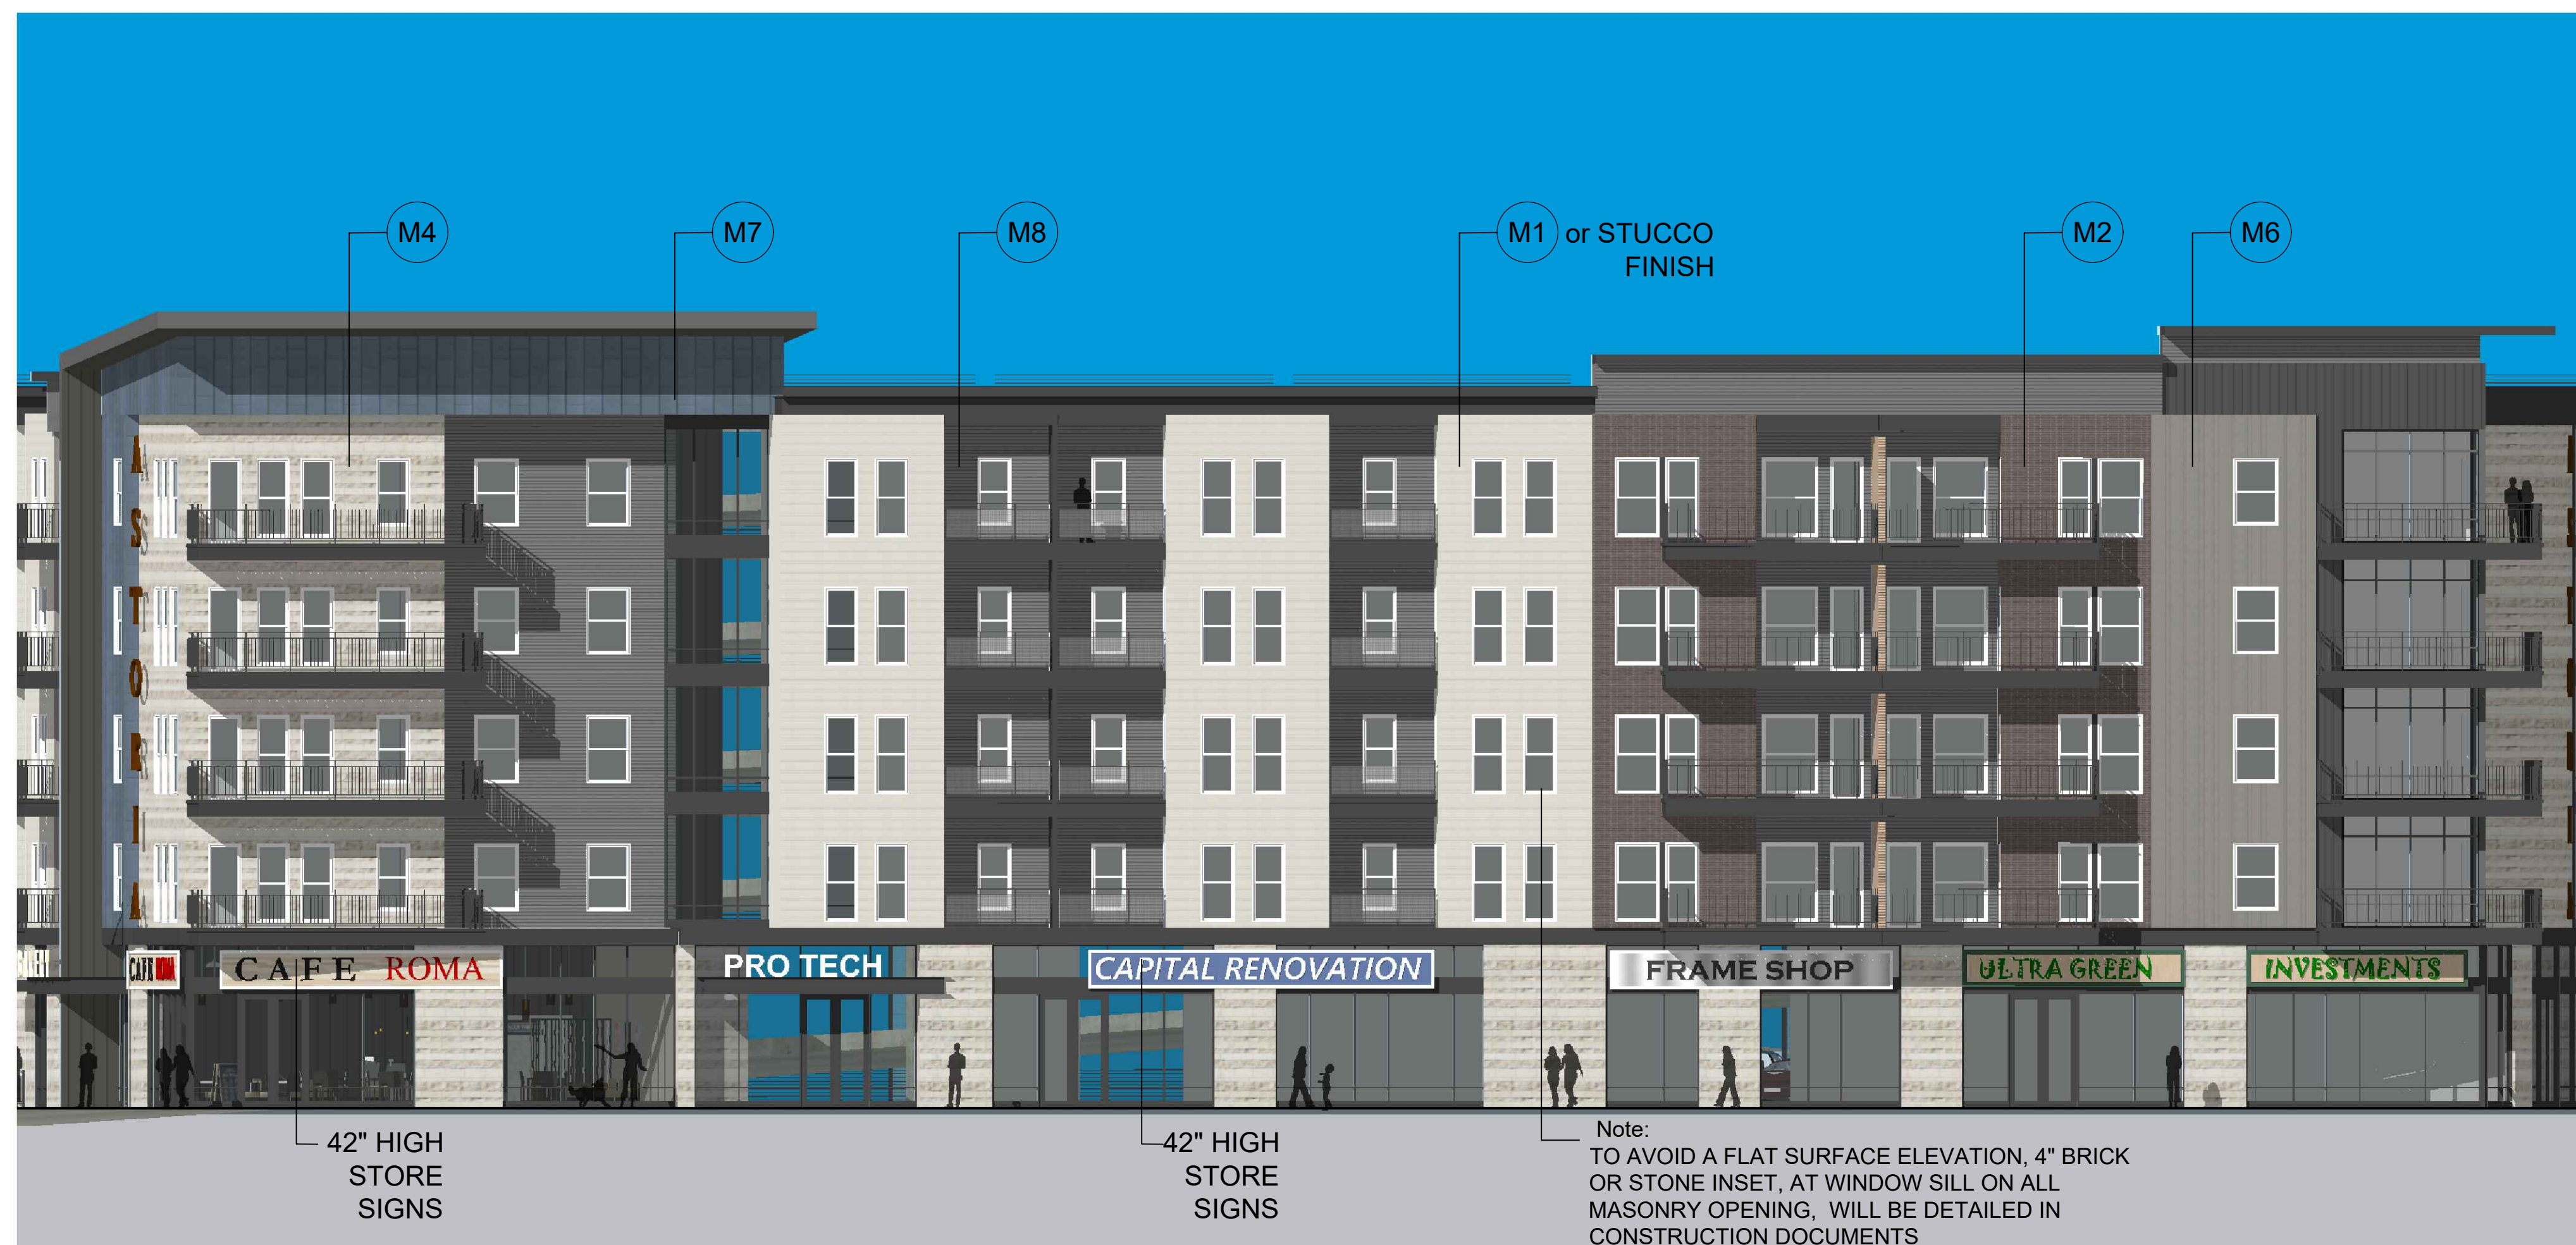 M4
M7
M8
M1 or STUCCO
FINISH
M2
M6
ASTORIA
CAFE ROMA
CAFE ROMA
PRO TECH
CAPITAL RENOVATION
FRAME SHOP
ULTRA GREEN
INVESTMENTS
42" HIGH
STORE
SIGNS
42" HIGH
STORE
SIGNS
Note:
TO AVOID A FLAT SURFACE ELEVATION, 4" BRICK
OR STONE INSET, AT WINDOW SILL ON ALL
MASONRY OPENING, WILL BE DETAILED IN
CONSTRUCTION DOCUMENTS